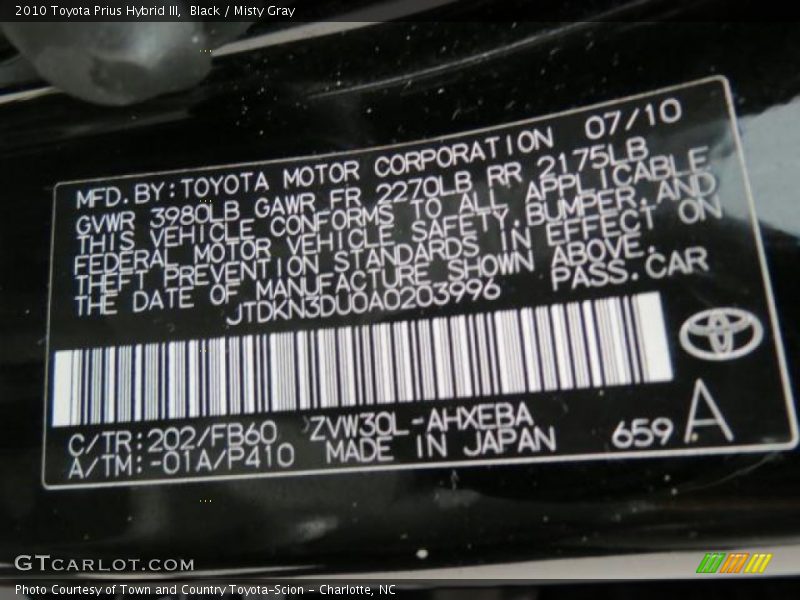 2010 Toyota Prius Hybrid III, Black / Misty Gray
MFD. BY: TOYOTA MOTOR CORPORATION 07/10
GVWR 3980LB GAWR FR 2270LB RR 2175LB
THIS VEHICLE CONFORMS TO ALL APPLICABLE
FEDERAL MOTOR VEHICLE SAFETY, BUMPER, AND
THEFT PREVENTION STANDARDS IN EFFECT ON
THE DATE OF MANUFACTURE SHOWN ABOVE.
JTDKN3DU0A0203996 PASS. CAR
C/TR: 202/FB60 ZVW30L-AHXEBA
A/TM: -01A/P410 MADE IN JAPAN 659 A
GTCARLOT.COM
Photo Courtesy of Town and Country Toyota-Scion - Charlotte, NC